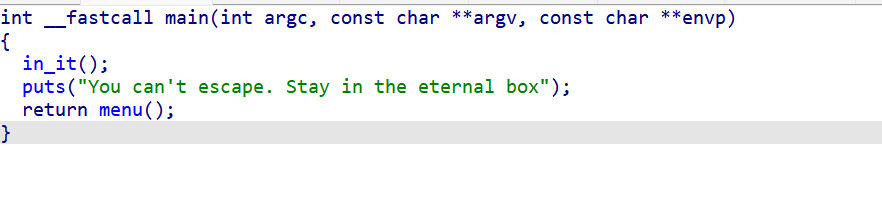 int __fastcall main(int argc, const char **argv, const char **envp)
{
  in_it();
  puts("You can't escape. Stay in the eternal box");
  return menu();
}